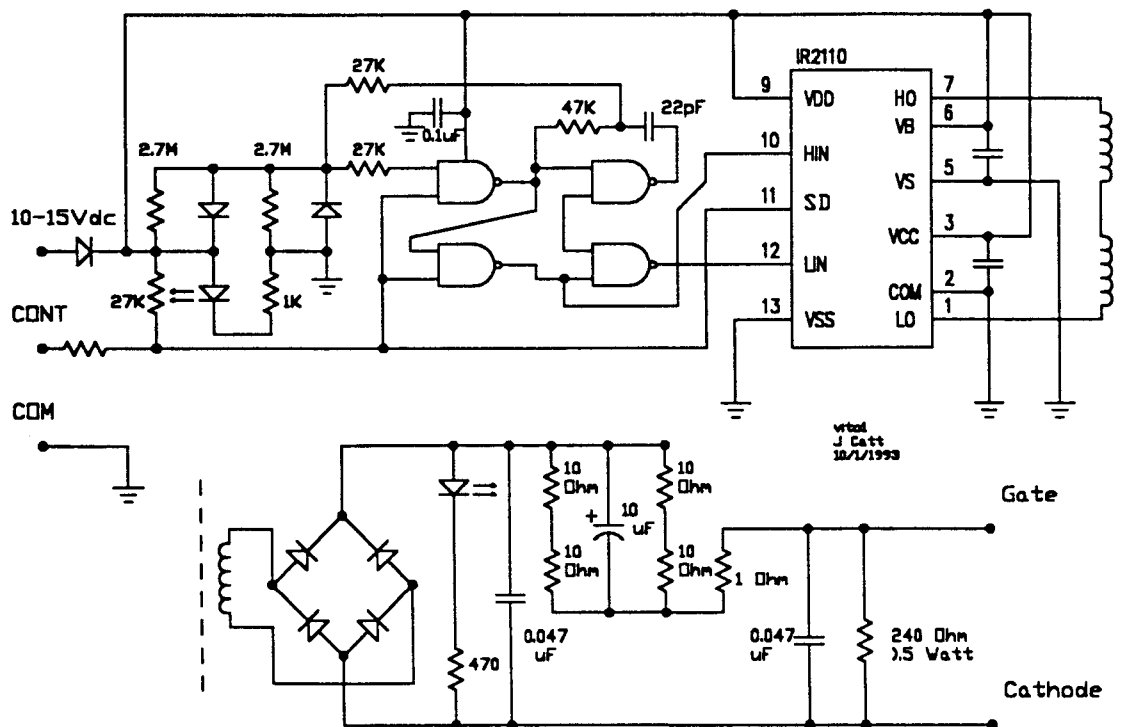 IR2110
27K
9 VDD
HO 7
47K
22pF
VB 6
0.1uF
2.7M
2.7M
27K
10 HIN
VS 5
10-15Vdc
11 SD
VCC 3
27K
1K
12 LIN
COM 2
CONT
13 VSS
LO 1
COM
J Catt
10/1/1993
10
Ohm
10
Ohm
+
10
uF
Gate
10
Ohm
10
Ohm
1 Ohm
470
0.047
uF
0.047
uF
240 Ohm
.5 Watt
Cathode